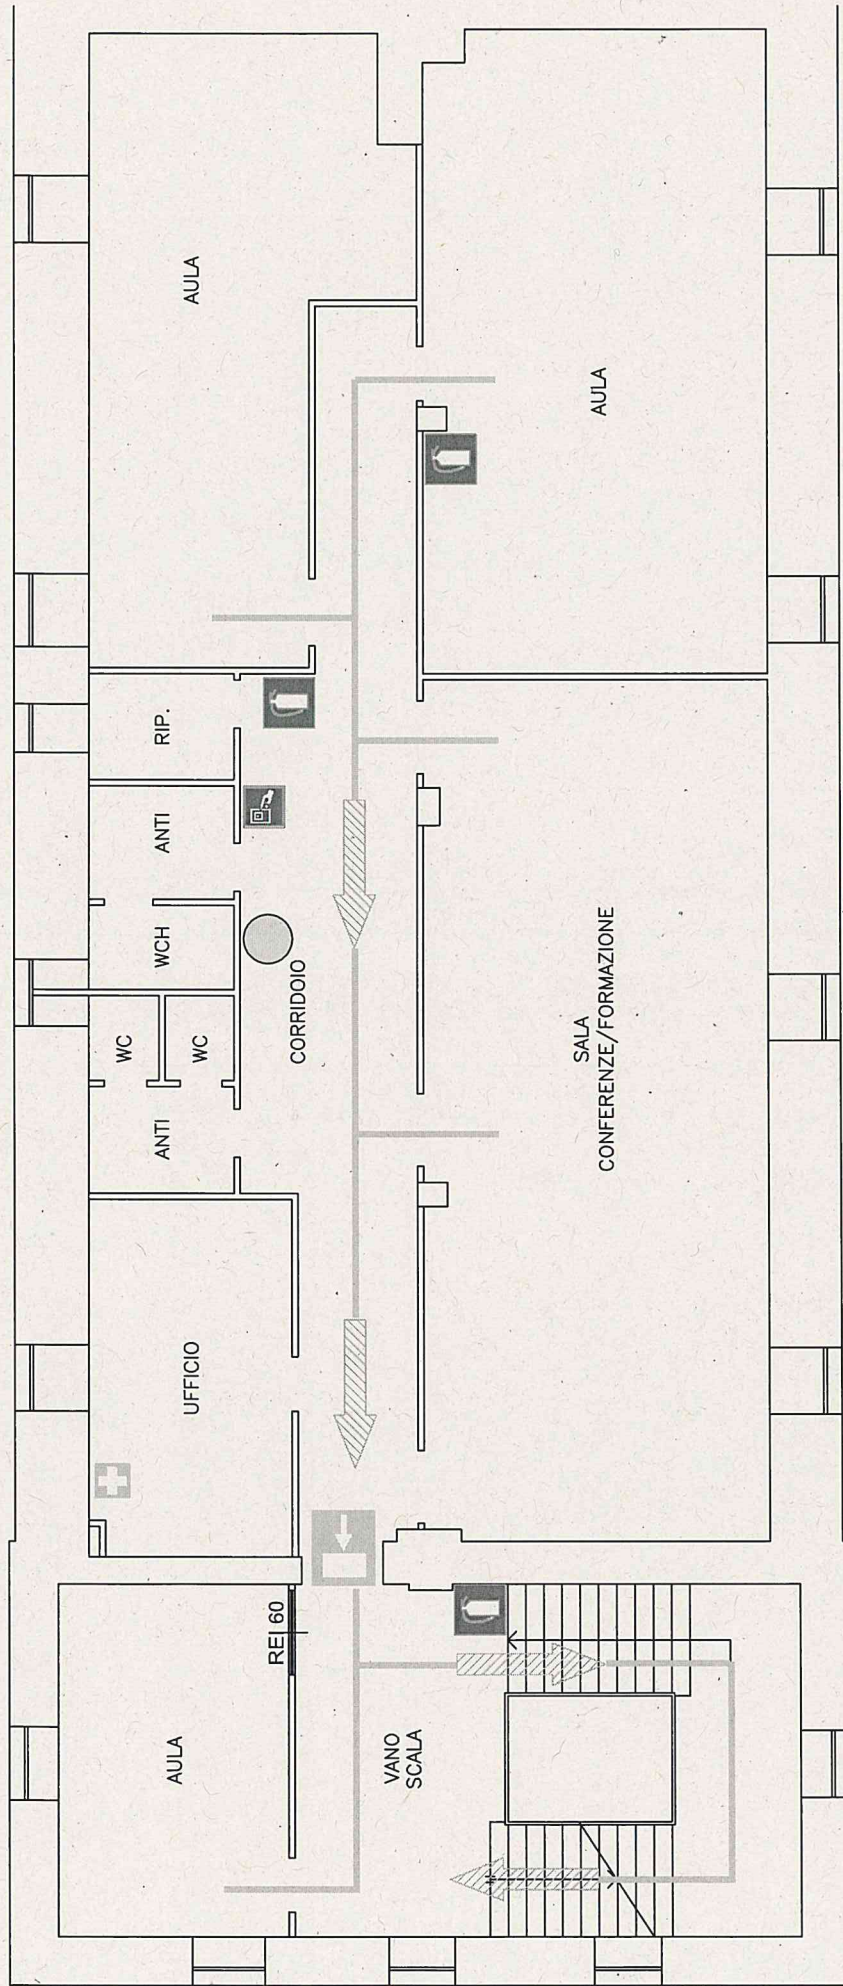 AULA
AULA
RIP.
ANTI
WCH
WC
WC
CORRIDOIO
ANTI
SALA
CONFERENZE/FORMAZIONE
UFFICIO
REI 60
AULA
VANO
SCALA